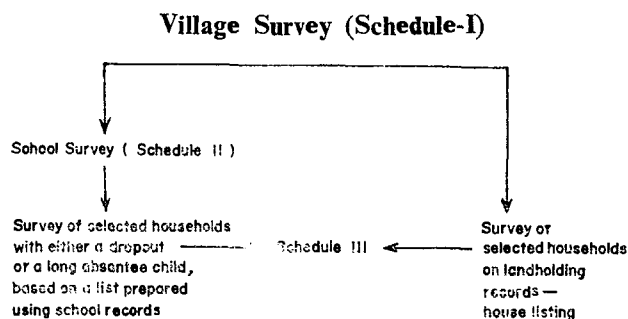 Village Survey (Schedule-I)
School Survey ( Schedule II )
Survey of selected households
with either a dropout
or a long absentee child,
based on a list prepared
using school records
Schedule III
Survey of
selected households
on landholding
records —
house listing